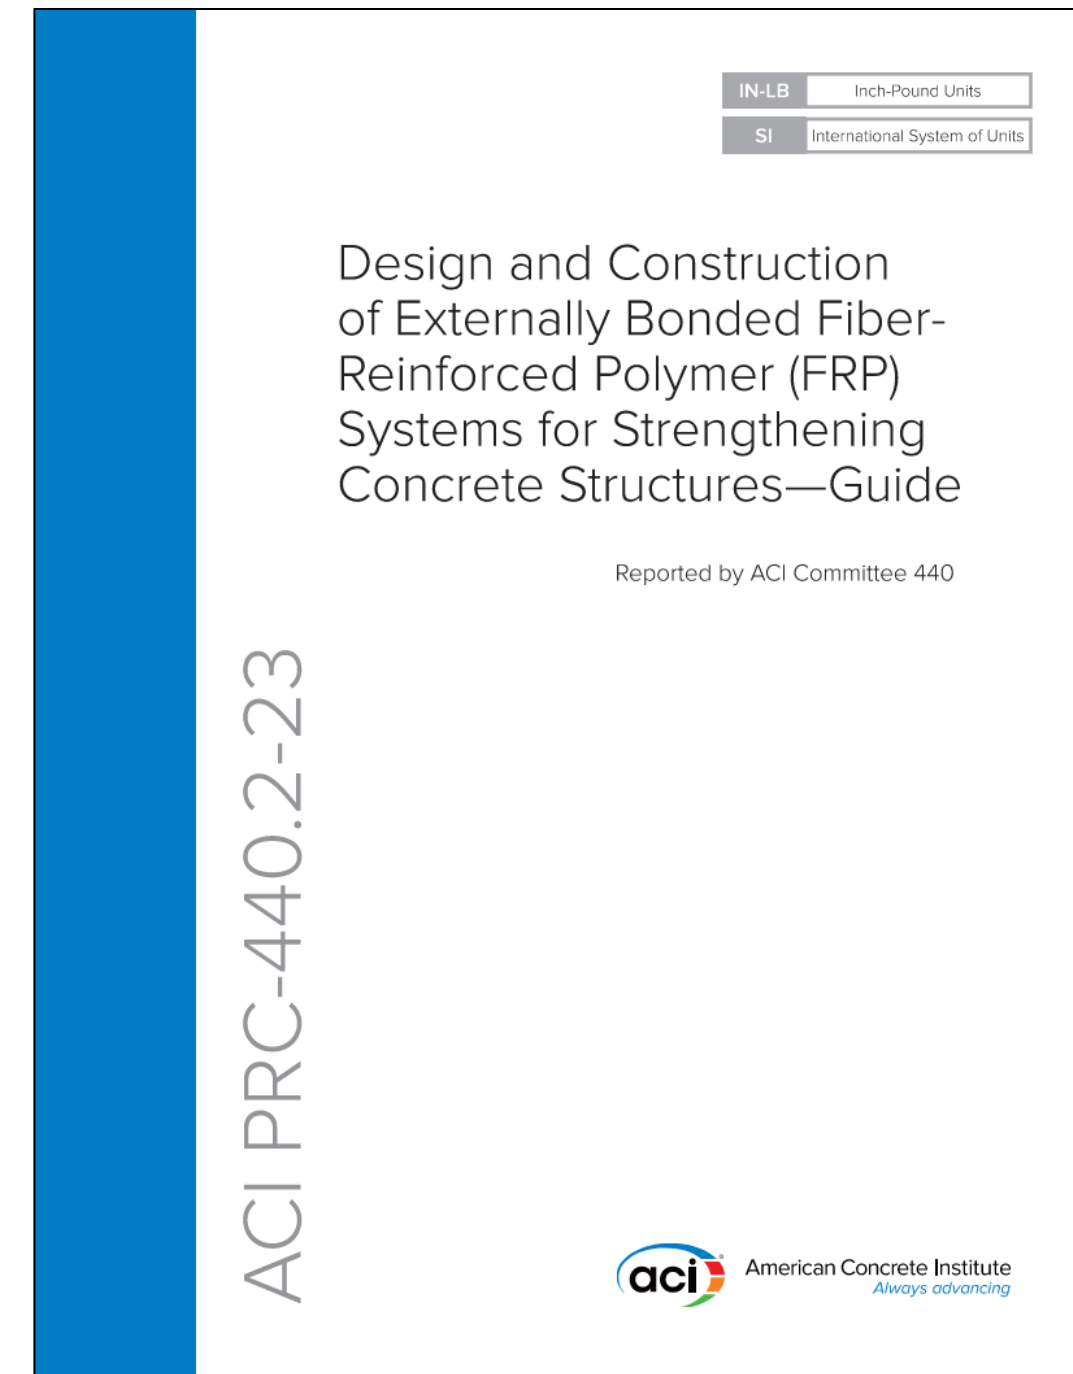 IN-LB Inch-Pound Units
SI International System of Units
Design and Construction
of Externally Bonded Fiber-
Reinforced Polymer (FRP)
Systems for Strengthening
Concrete Structures—Guide
Reported by ACI Committee 440
ACI PRC-440.2-23
aci
American Concrete Institute
Always advancing